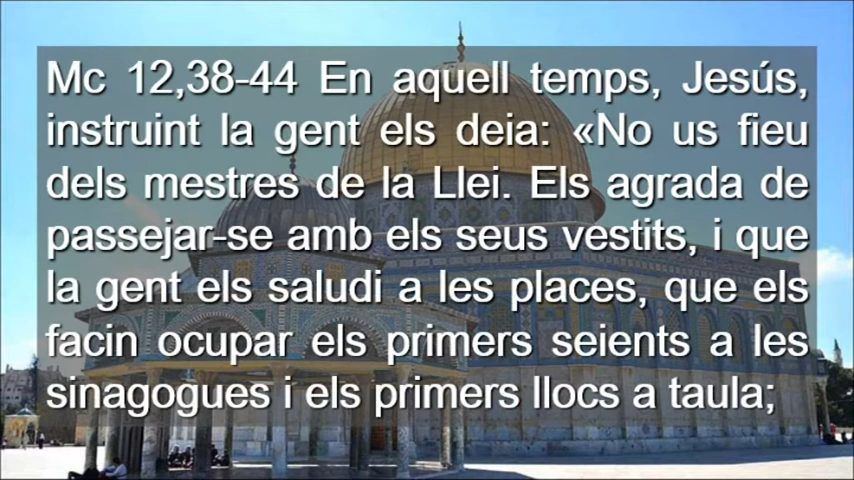 Mc 12,38-44 En aquell temps, Jesús,
instruint la gent els deia: «No us fieu
dels mestres de la Llei. Els agrada de
passejar-se amb els seus vestits, i que
la gent els saludi a les places, que els
facin ocupar els primers seients a les
sinagogues i els primers llocs a taula;